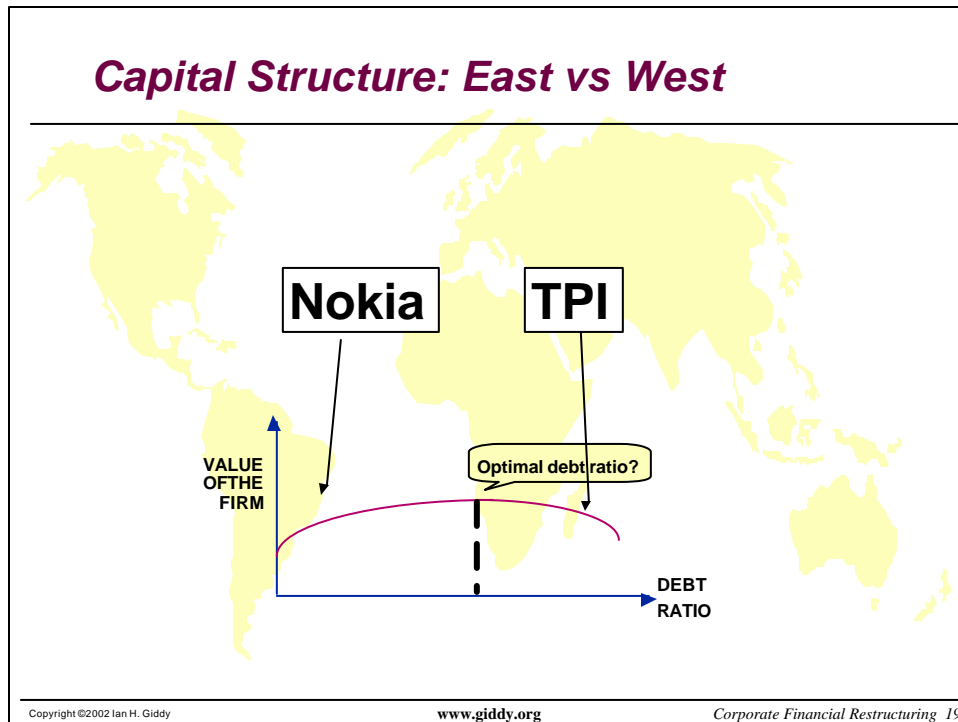 Capital Structure: East vs West
Nokia
TPI
Optimal debt ratio?
VALUE
OFTHE
FIRM
DEBT
RATIO
Copyright ©2002 Ian H. Giddy
www.giddy.org
Corporate Financial Restructuring 19